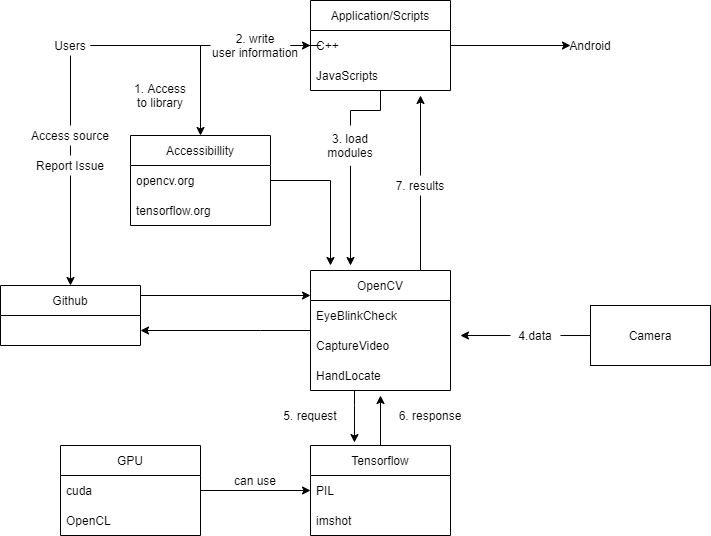 Application/Scripts
Users
2. write
user information
C++
Android
JavaScripts
1. Access
to library
Access source
Report Issue
3. load
modules
Accessibillity
opencv.org
tensorflow.org
7. results
OpenCV
Github
EyeBlinkCheck
CaptureVideo
HandLocate
4.data
Camera
5. request
6. response
GPU
cuda
OpenCL
can use
Tensorflow
PIL
imshot